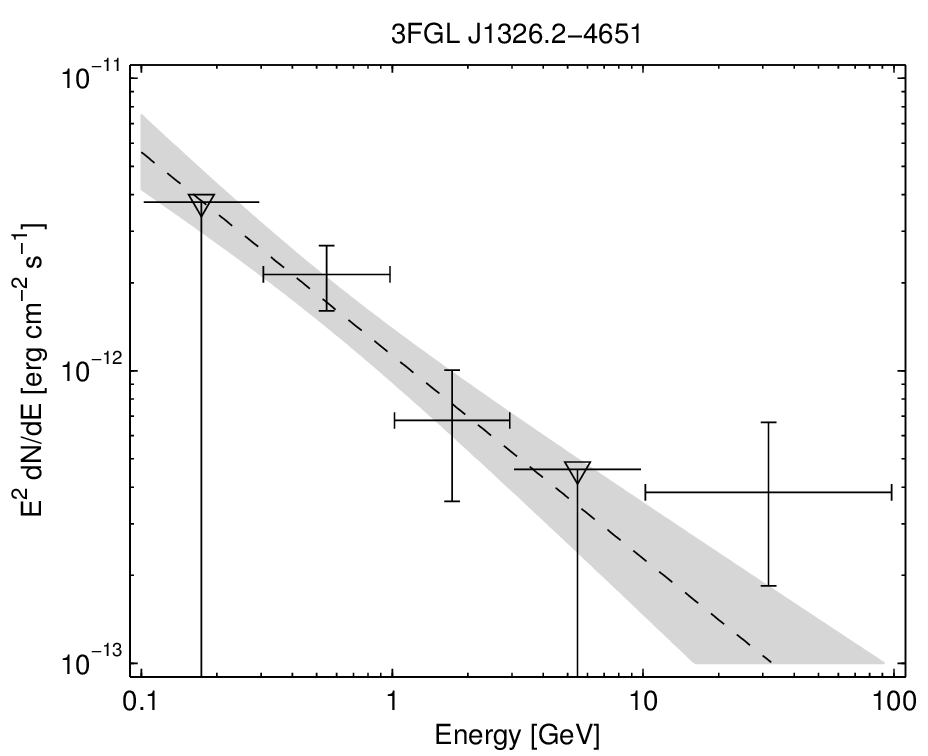 3FGL J1326.2−4651
10⁻¹¹
10⁻¹²
10⁻¹³
E² dN/dE [erg cm⁻² s⁻¹]
0.1 1 10 100
Energy [GeV]